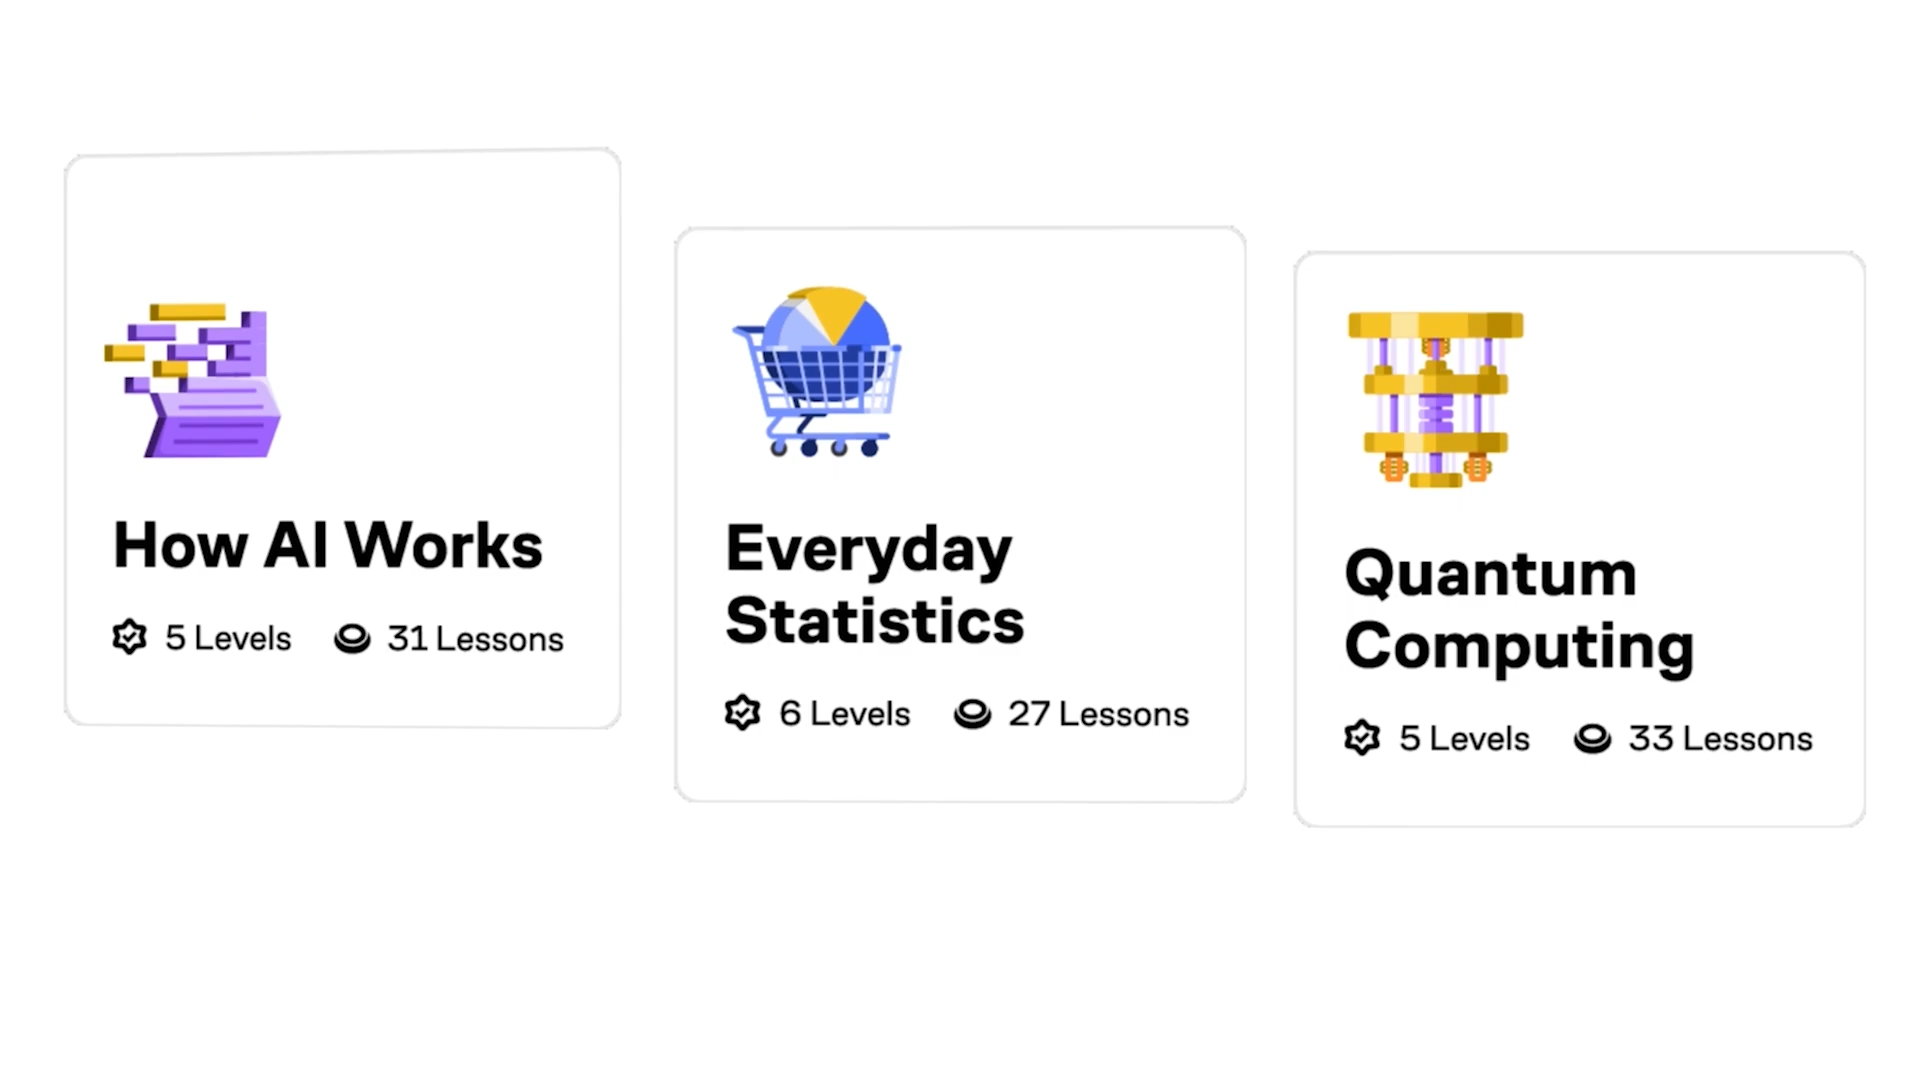 How AI Works
5 Levels 31 Lessons
Everyday
Statistics
6 Levels 27 Lessons
Quantum
Computing
5 Levels 33 Lessons